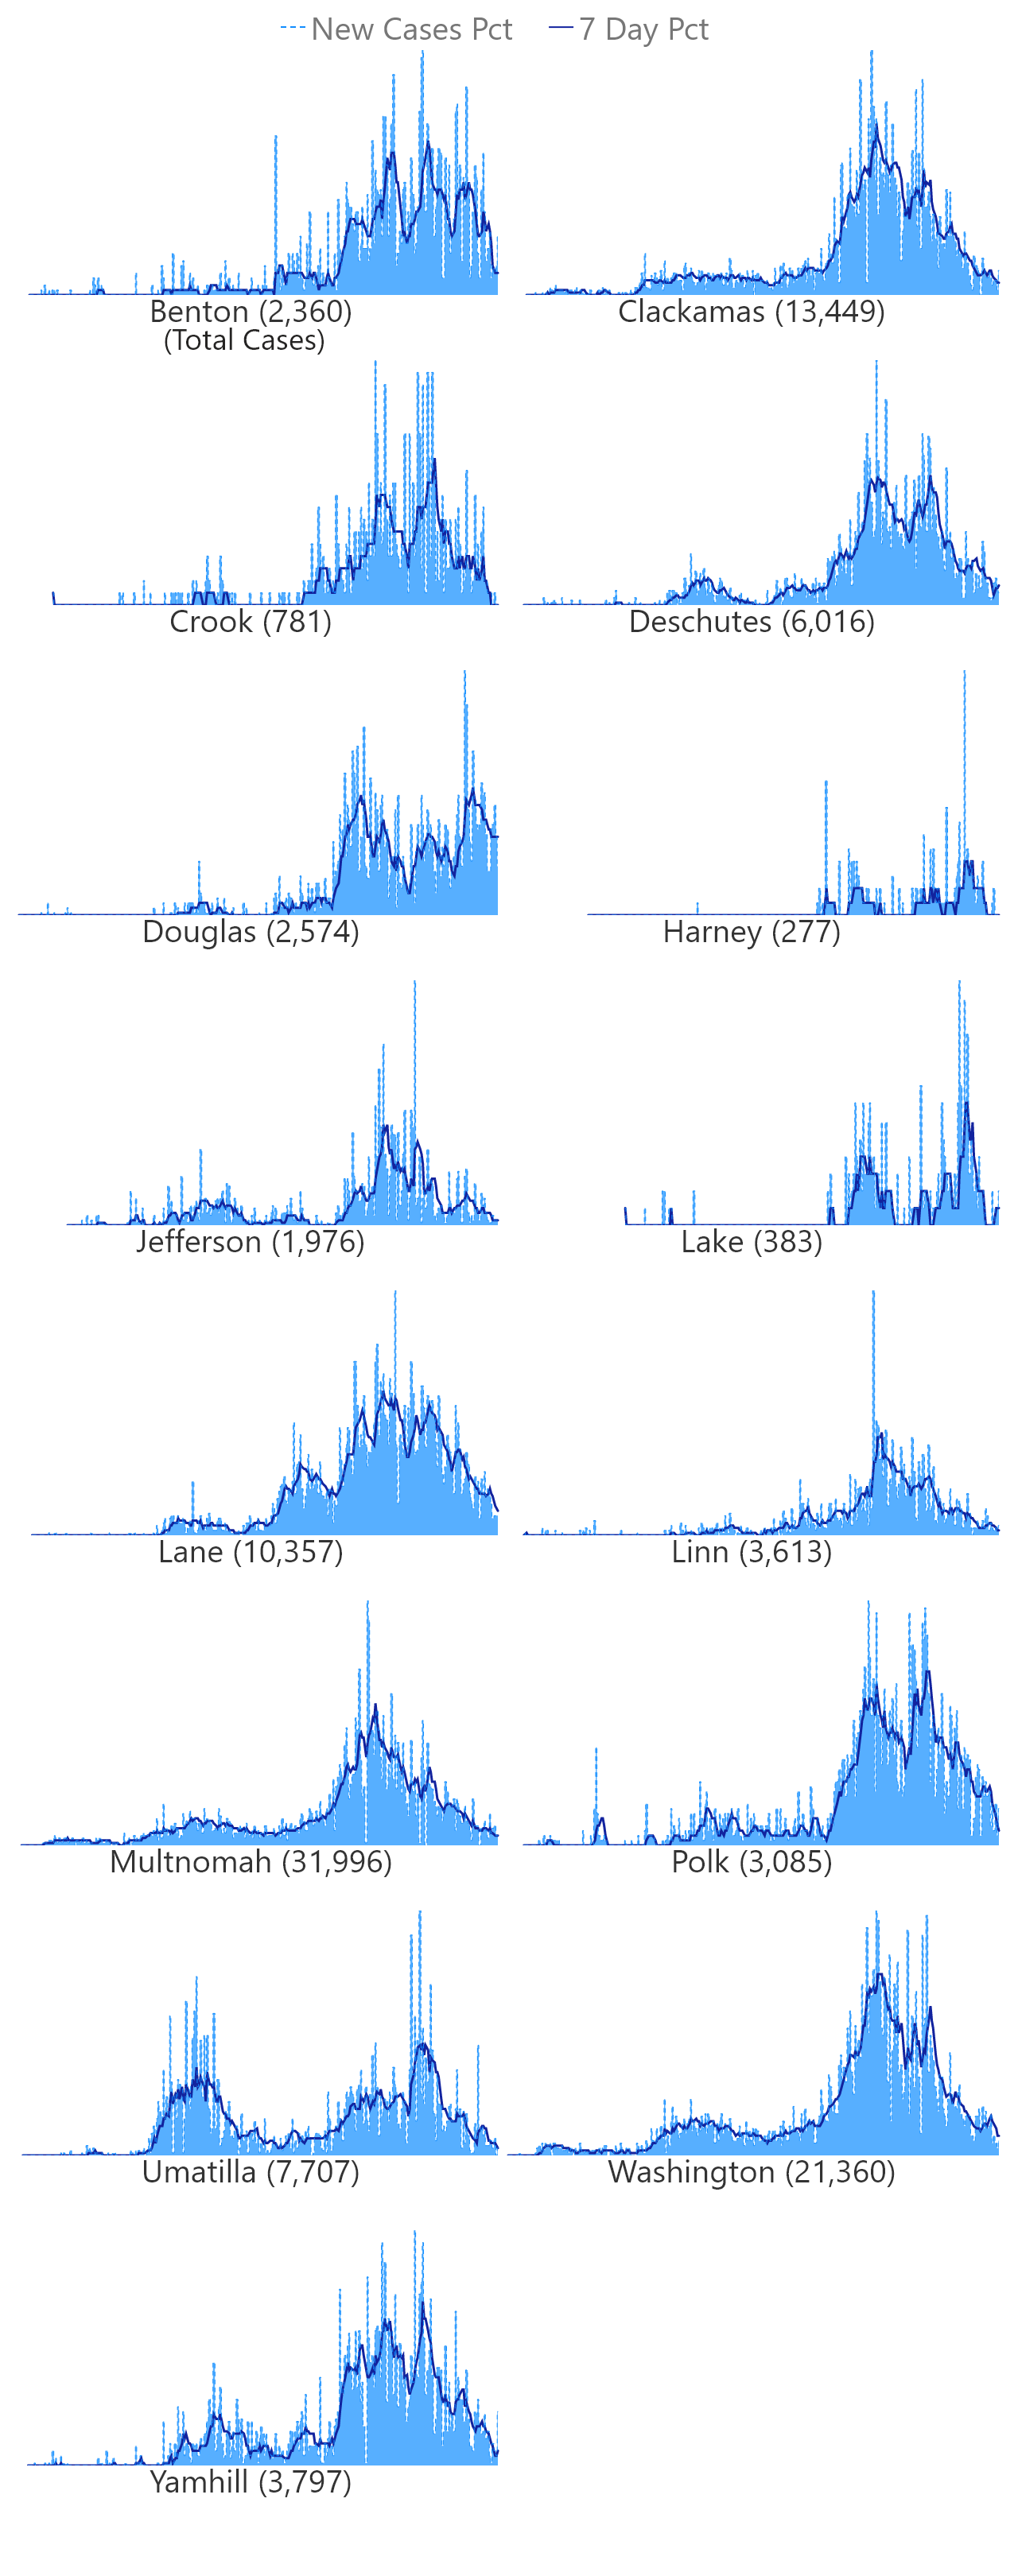 New Cases Pct 7 Day Pct
Benton (2,360) Clackamas (13,449)
(Total Cases)
Crook (781) Deschutes (6,016)
Douglas (2,574) Harney (277)
Jefferson (1,976) Lake (383)
Lane (10,357) Linn (3,613)
Multnomah (31,996) Polk (3,085)
Umatilla (7,707) Washington (21,360)
Yamhill (3,797)